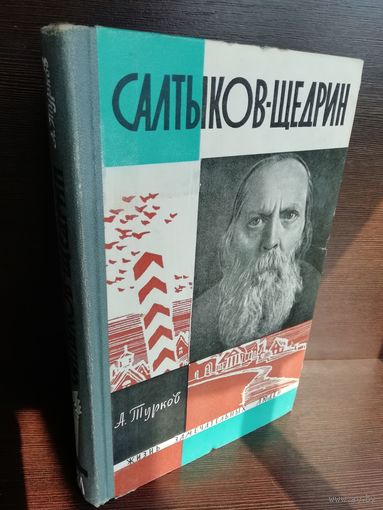 САЛТЫКОВ-ЩЕДРИН
А. Турков
ЖИЗНЬ ЗАМЕЧАТЕЛЬНЫХ ЛЮДЕЙ